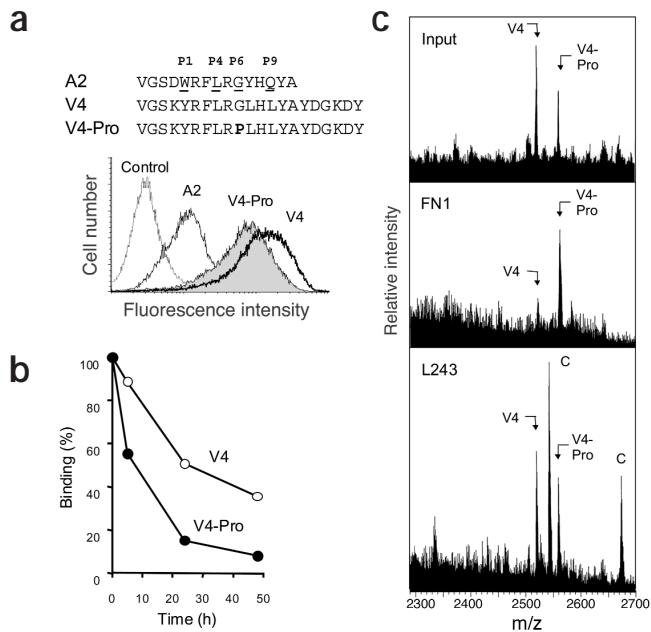 a
P1 P4 P6 P9
A2 VGSDWRFLRGYHQYA
V4 VGSKYRFLRGLHLYAYDGKDY
V4-Pro VGSKYRFLRPLHLYAYDGKDY
Control
A2
V4-Pro
V4
Cell number
Fluorescence intensity
b
100
80
60
40
20
0
Binding (%)
V4
V4-Pro
0 10 20 30 40 50
Time (h)
c
Input
V4
V4-
Pro
FN1
V4-
Pro
V4
Relative intensity
L243
C
V4
V4-
Pro
C
2300 2400 2500 2600 2700
m/z